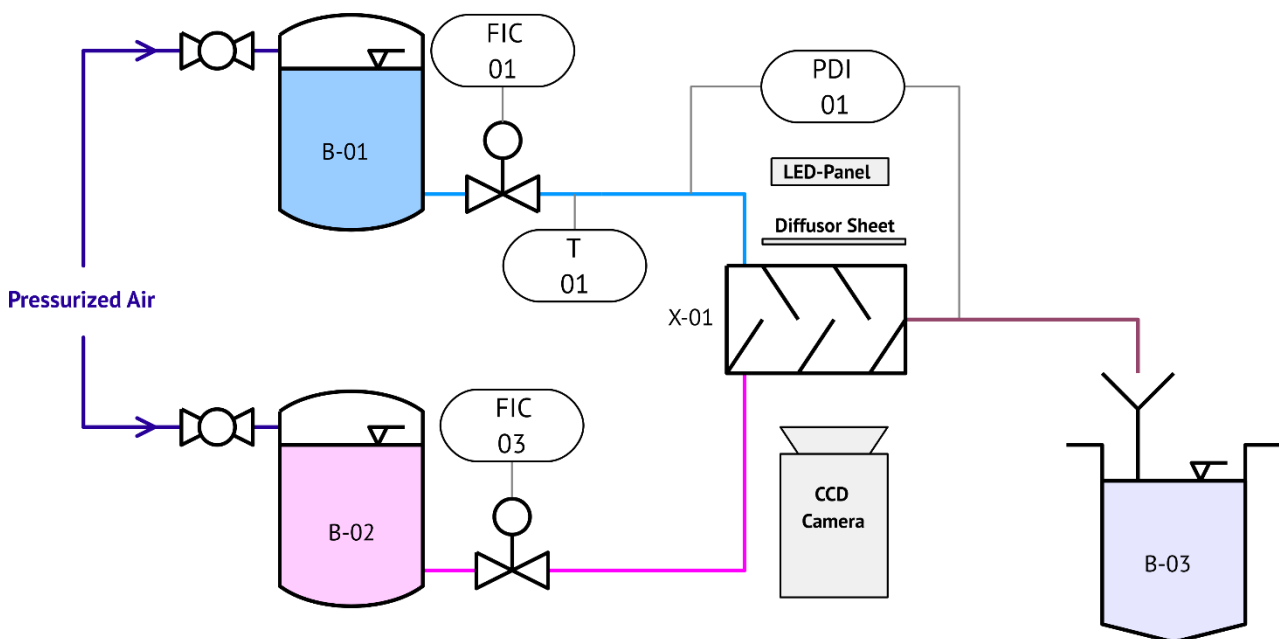 FIC
01
PDI
01
B-01
LED-Panel
Diffusor Sheet
T
01
Pressurized Air
X-01
FIC
03
CCD
Camera
B-02
B-03